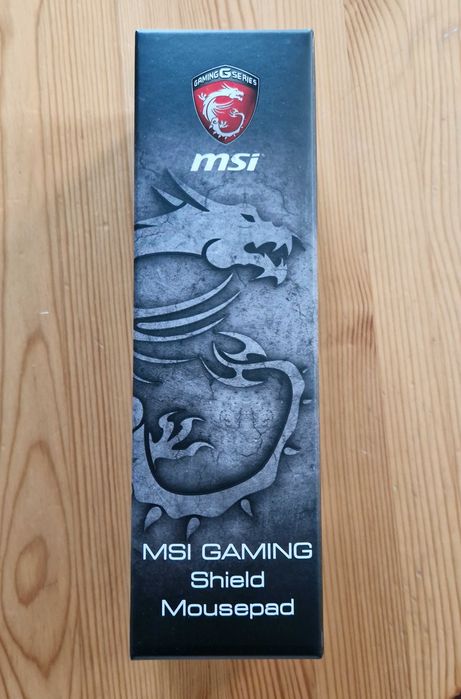 GAMING G SERIES
msi
MSI GAMING
Shield
Mousepad